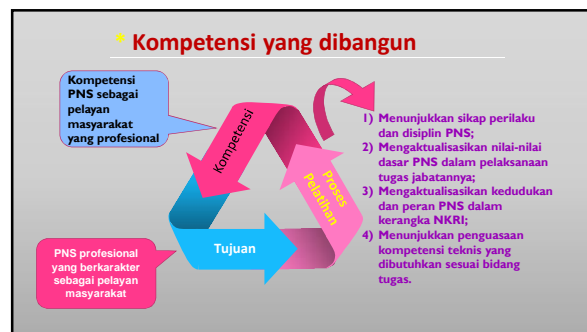 * Kompetensi yang dibangun
Kompetensi
PNS sebagai
pelayan
masyarakat
yang profesional
Kompetensi
Proses
Pelatihan
Tujuan
PNS profesional
yang berkarakter
sebagai pelayan
masyarakat
1) Menunjukkan sikap perilaku
dan disiplin PNS;
2) Mengaktualisasikan nilai-nilai
dasar PNS dalam pelaksanaan
tugas jabatannya;
3) Mengaktualisasikan kedudukan
dan peran PNS dalam
kerangka NKRI;
4) Menunjukkan penguasaan
kompetensi teknis yang
dibutuhkan sesuai bidang
tugas.